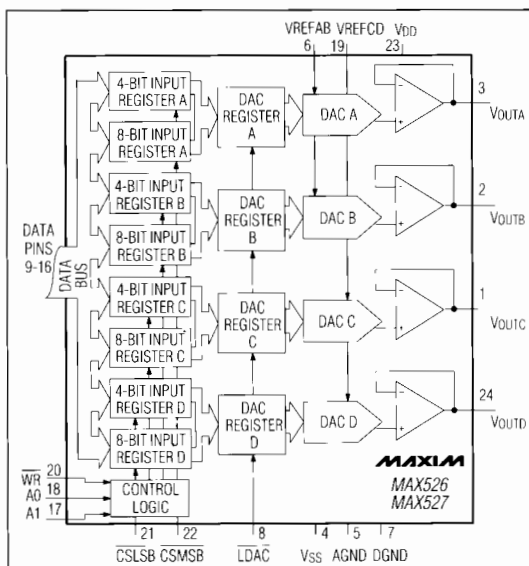 VREFAB VREFCD VDD
6 19 23
4-BIT INPUT
REGISTER A
8-BIT INPUT
REGISTER A
DAC
REGISTER
A
DAC A
3
VOUTA
4-BIT INPUT
REGISTER B
8-BIT INPUT
REGISTER B
DAC
REGISTER
B
DAC B
2
VOUTB
DATA
PINS
9-16
DATA
BUS
4-BIT INPUT
REGISTER C
8-BIT INPUT
REGISTER C
DAC
REGISTER
C
DAC C
1
VOUTC
4-BIT INPUT
REGISTER D
8-BIT INPUT
REGISTER D
DAC
REGISTER
D
DAC D
24
VOUTD
- + - + - + - +
MAXIM
MAX526
MAX527
WR 20
A0 18
A1 17
CONTROL
LOGIC
21 22 8 4 5 7
CSLSB CSMSB LDAC VSS AGND DGND